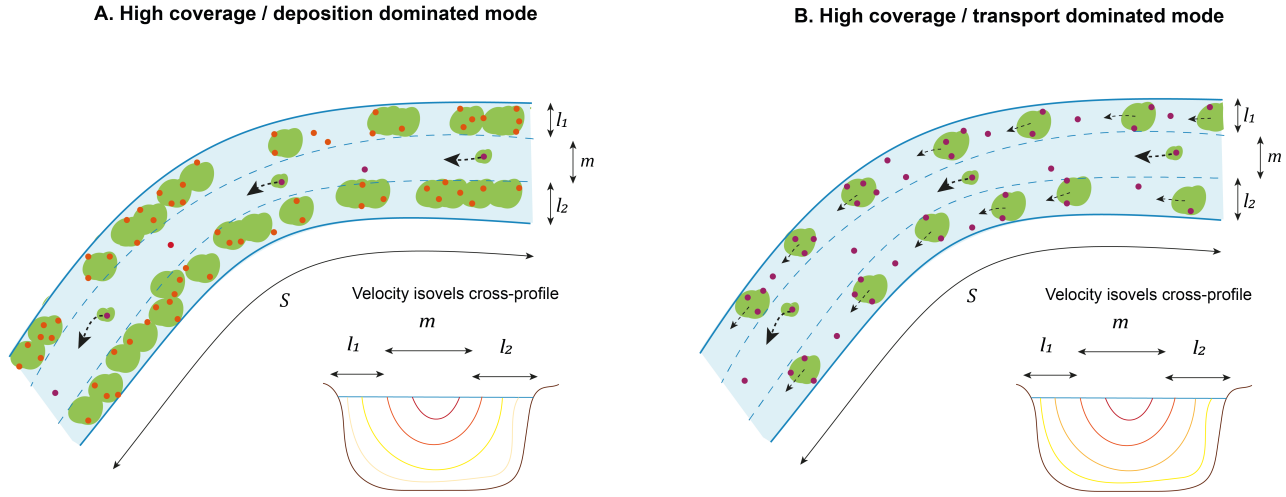 A. High coverage / deposition dominated mode
l₁
m
l₂
S
Velocity isovels cross-profile
m
l₁ l₂
B. High coverage / transport dominated mode
l₁
m
l₂
S
Velocity isovels cross-profile
m
l₁ l₂